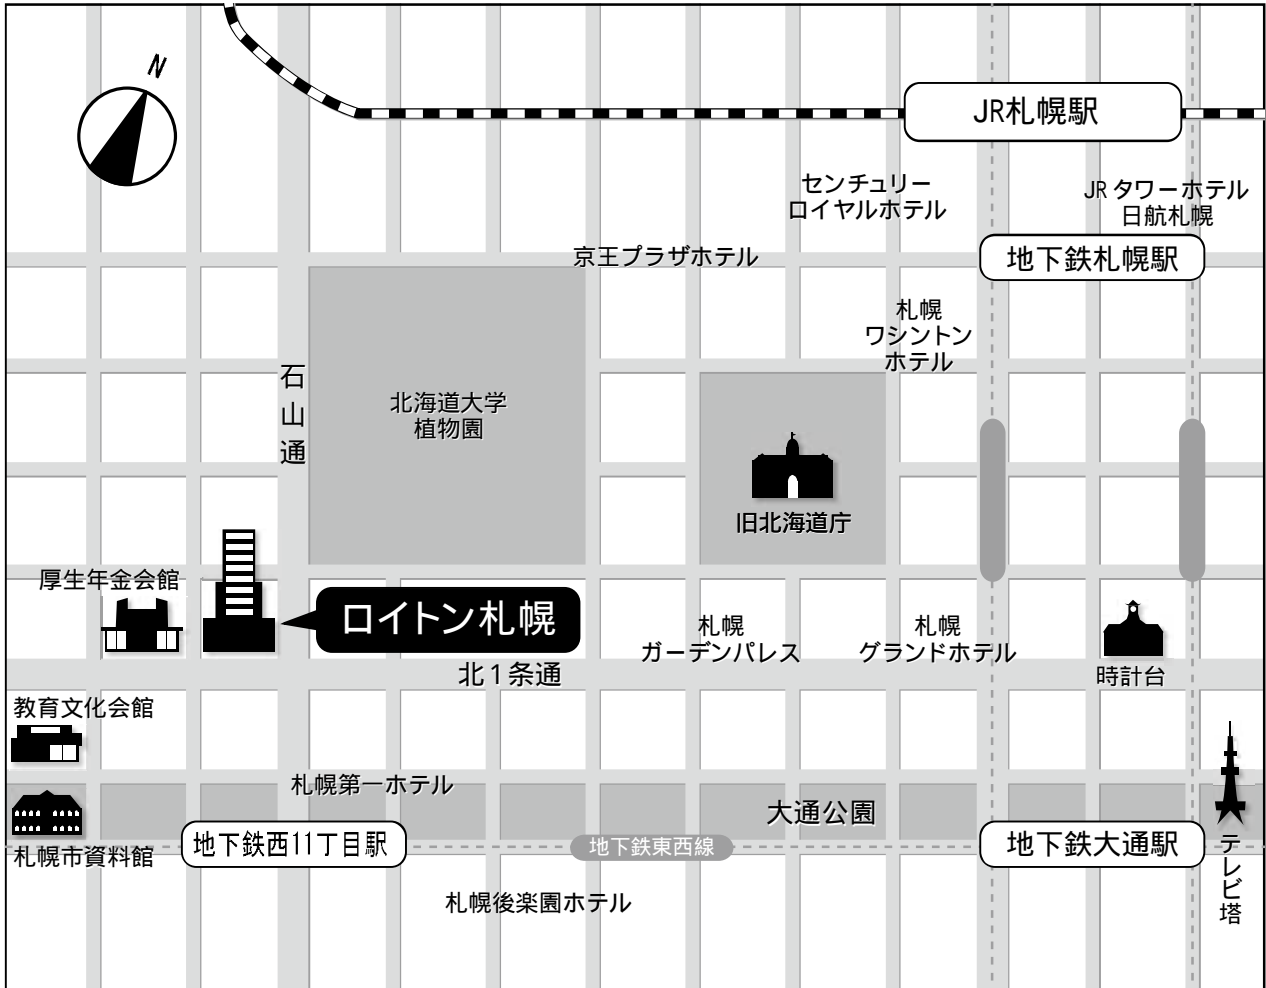 N
JR札幌駅
センチュリー
ロイヤルホテル
JRタワーホテル
日航札幌
京王プラザホテル
地下鉄札幌駅
札幌
ワシントン
ホテル
石山通
北海道大学
植物園
旧北海道庁
厚生年金会館
ロイトン札幌
札幌
ガーデンパレス
札幌
グランドホテル
北1条通
時計台
教育文化会館
札幌第一ホテル
大通公園
地下鉄西11丁目駅
地下鉄東西線
地下鉄大通駅
札幌市資料館
テレビ塔
札幌後楽園ホテル